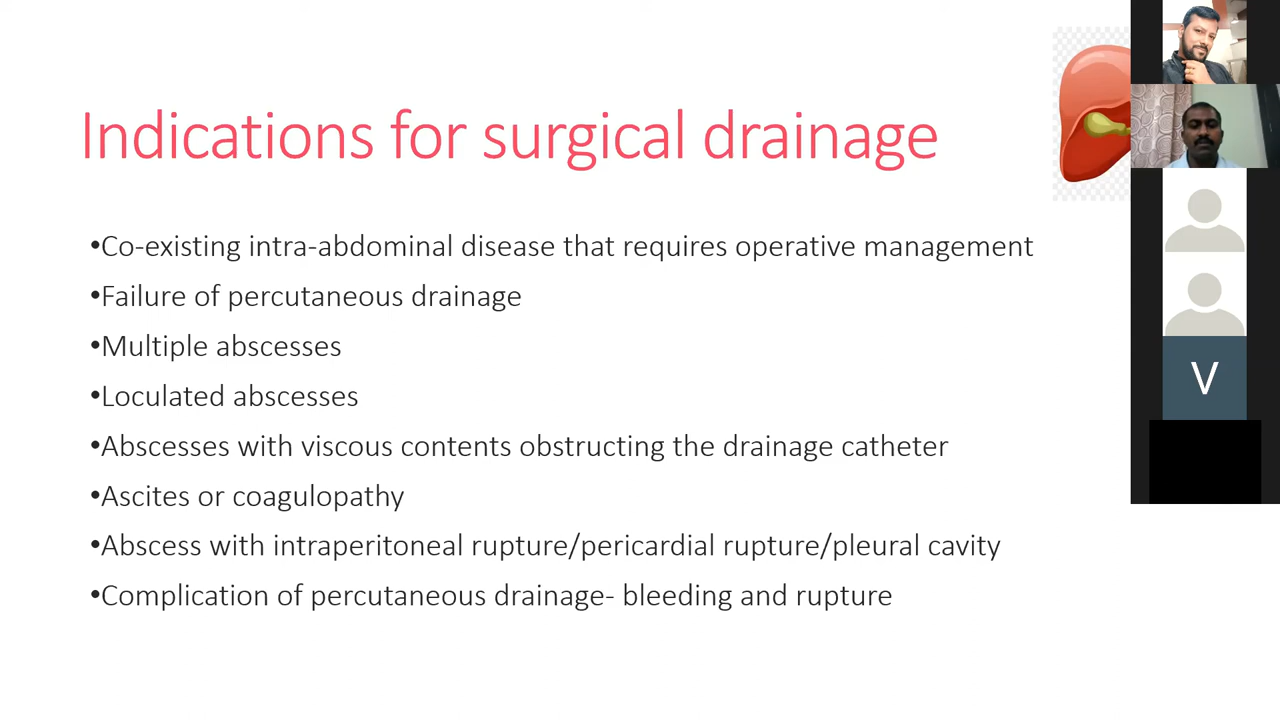 Indications for surgical drainage
•Co-existing intra-abdominal disease that requires operative management
•Failure of percutaneous drainage
•Multiple abscesses
•Loculated abscesses
•Abscesses with viscous contents obstructing the drainage catheter
•Ascites or coagulopathy
•Abscess with intraperitoneal rupture/pericardial rupture/pleural cavity
•Complication of percutaneous drainage- bleeding and rupture
V